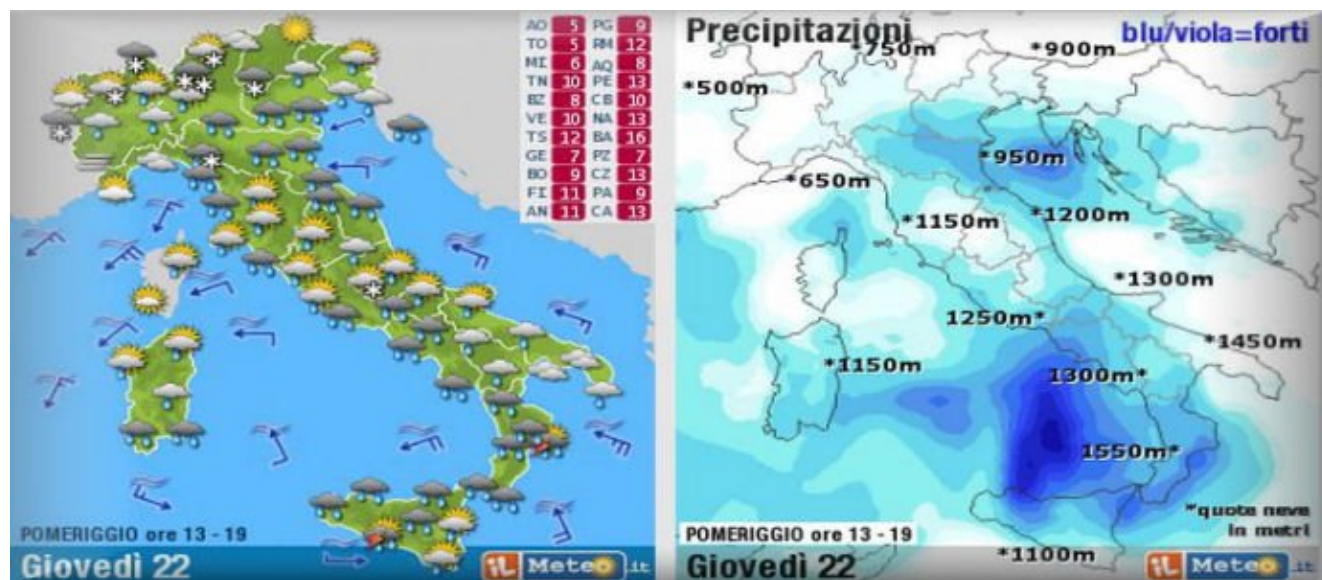 AO 5 PG 9
TO 5 RM 12
MI 6 AQ 8
TN 10 PE 13
BZ 8 CB 10
VE 10 NA 13
TS 12 BA 16
GE 7 PZ 7
BO 9 CZ 13
FI 11 PA 9
AN 11 CA 13
POMERIGGIO ore 13 - 19
Giovedì 22
iL Meteo.it
Precipitazioni
blu/viola=forti
*750m
*900m
*500m
*950m
*650m
*1150m
*1200m
*1300m
1250m*
*1450m
*1150m
1300m*
1550m*
*quote neve
in metri
POMERIGGIO ore 13 - 19
*1100m
Giovedì 22
iL Meteo.it